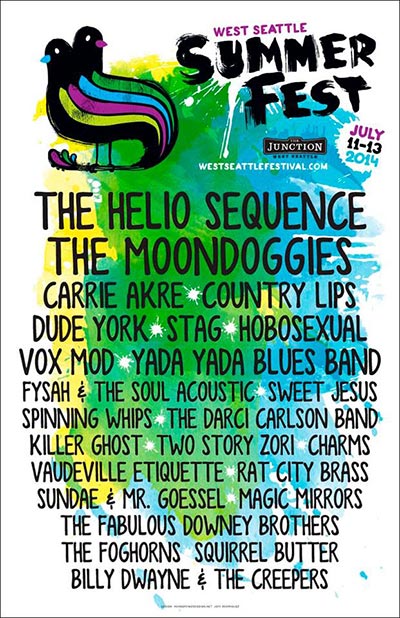 WEST SEATTLE
SUMMER
FEST
JULY
11-13
2014
THE
JUNCTION
WEST SEATTLE
WESTSEATTLEFESTIVAL.COM
THE HELIO SEQUENCE
THE MOONDOGGIES
CARRIE AKRE * COUNTRY LIPS
DUDE YORK * STAG * HOBOSEXUAL
VOX MOD * YADA YADA BLUES BAND
FYSAH & THE SOUL ACOUSTIC * SWEET JESUS
SPINNING WHIPS * THE DARCI CARLSON BAND
KILLER GHOST * TWO STORY ZORI * CHARMS
VAUDEVILLE ETIQUETTE * RAT CITY BRASS
SUNDAE & MR. GOESSEL * MAGIC MIRRORS
THE FABULOUS DOWNEY BROTHERS
THE FOGHORNS * SQUIRREL BUTTER
BILLY DWAYNE & THE CREEPERS